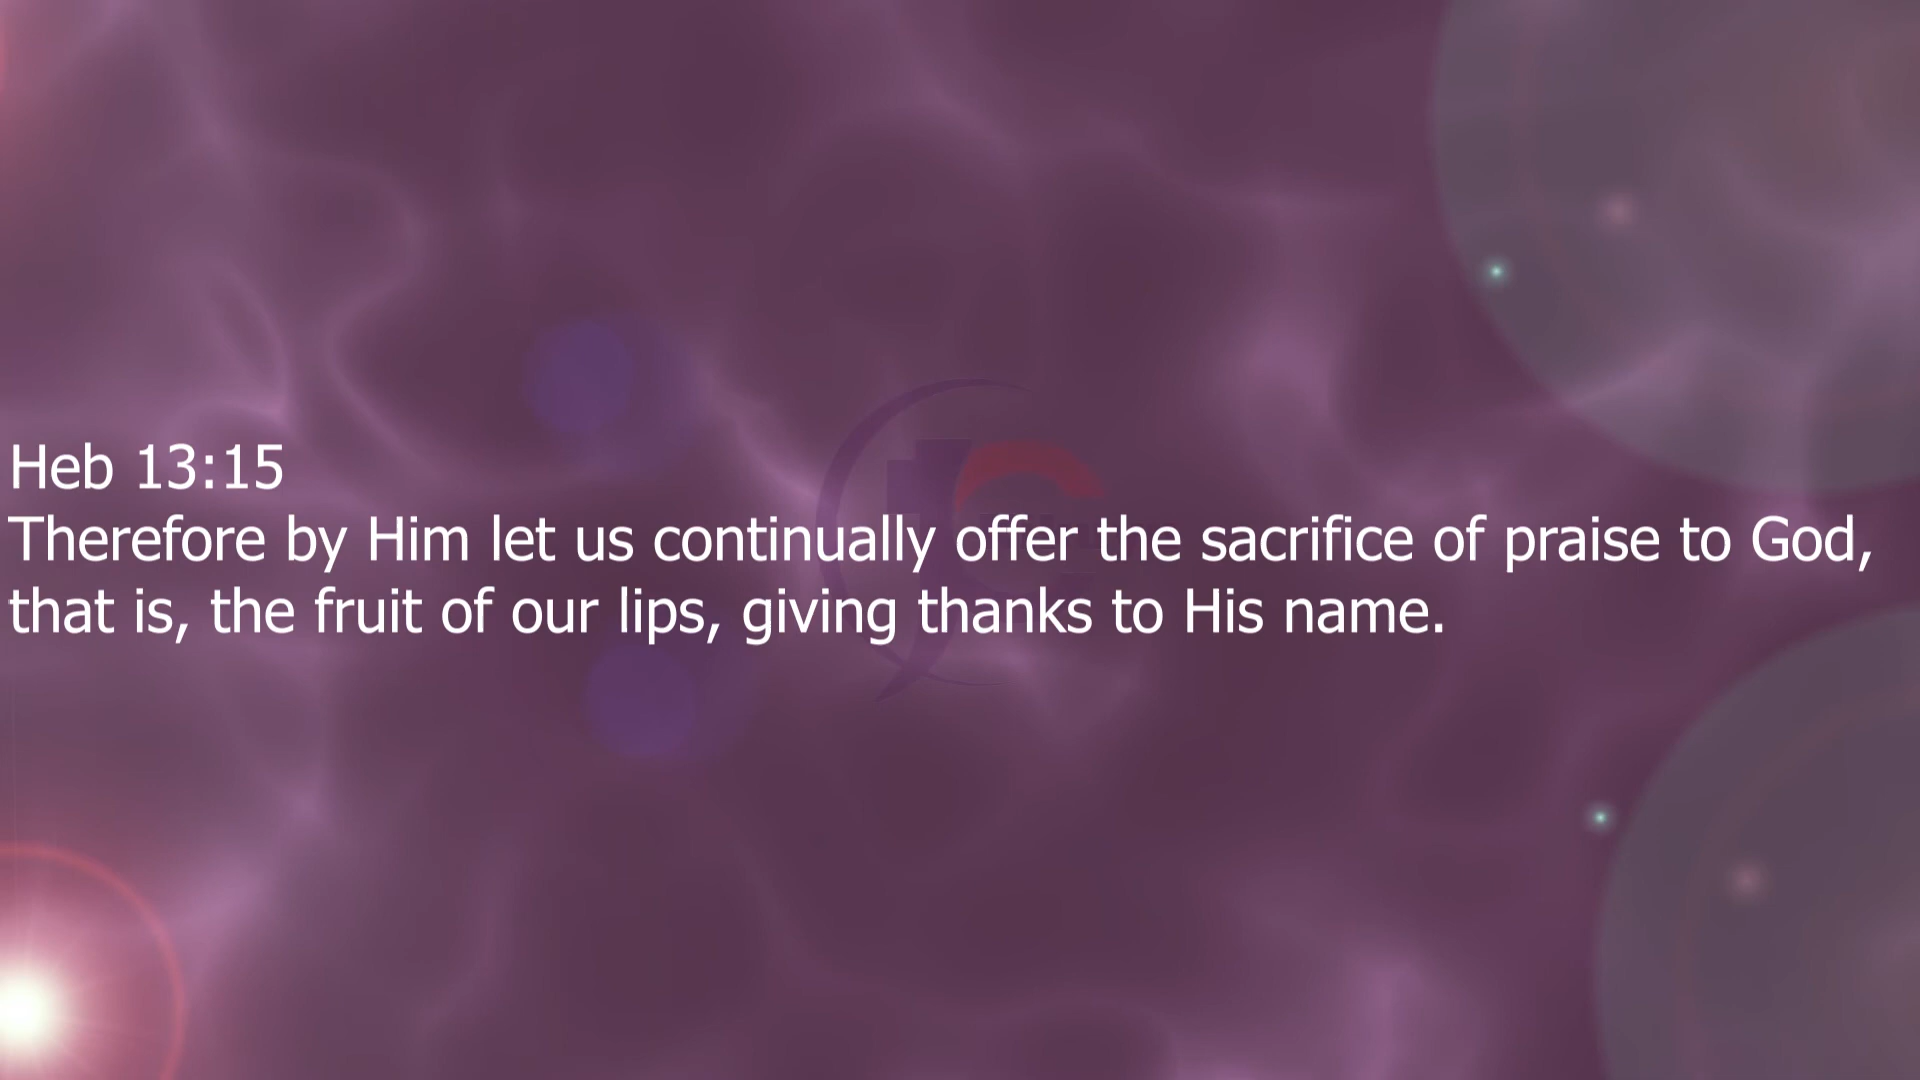 Heb 13:15
Therefore by Him let us continually offer the sacrifice of praise to God,
that is, the fruit of our lips, giving thanks to His name.